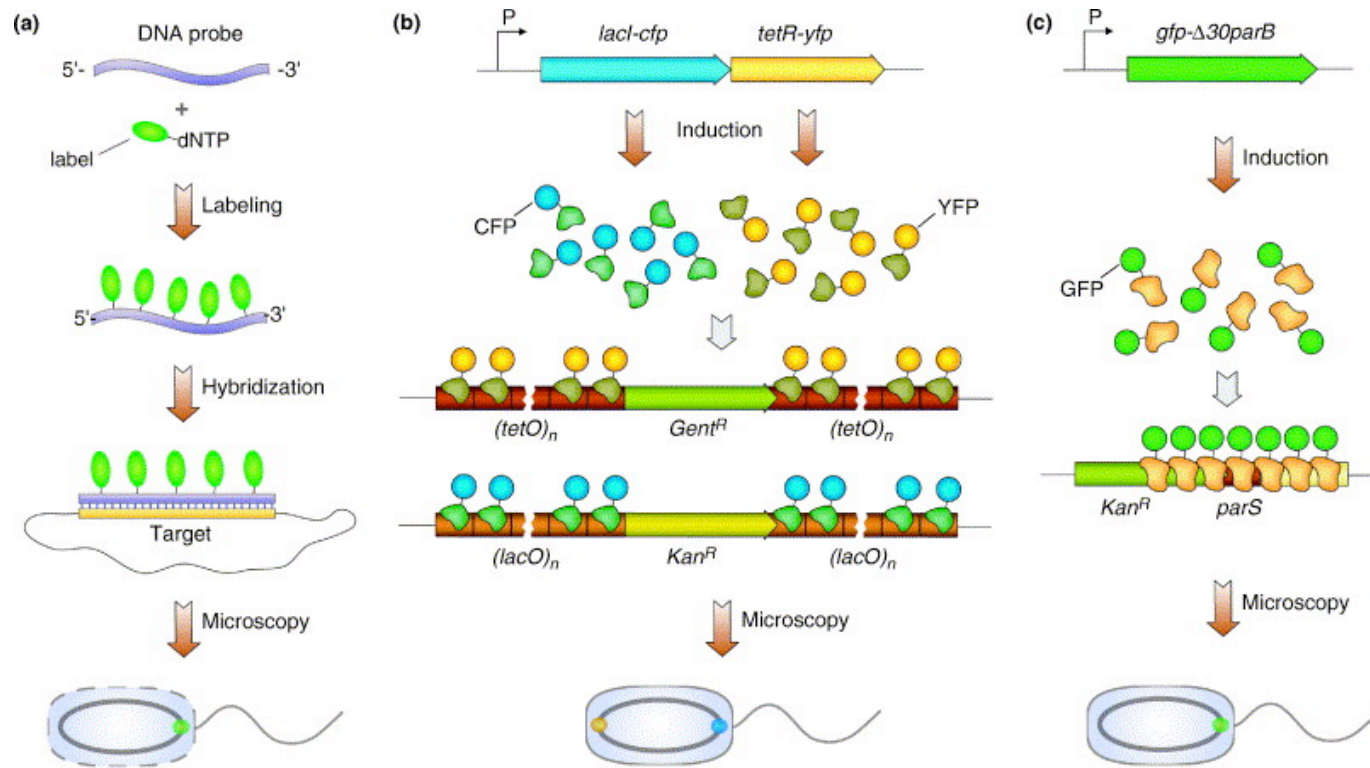 (a)
DNA probe
5'- -3'
+
label dNTP
Labeling
5'- -3'
Hybridization
Target
Microscopy
(b)
P lacI-cfp tetR-yfp
Induction
CFP YFP
(tetO)n GentR (tetO)n
(lacO)n KanR (lacO)n
Microscopy
(c)
P gfp-Δ30parB
Induction
GFP
KanR parS
Microscopy